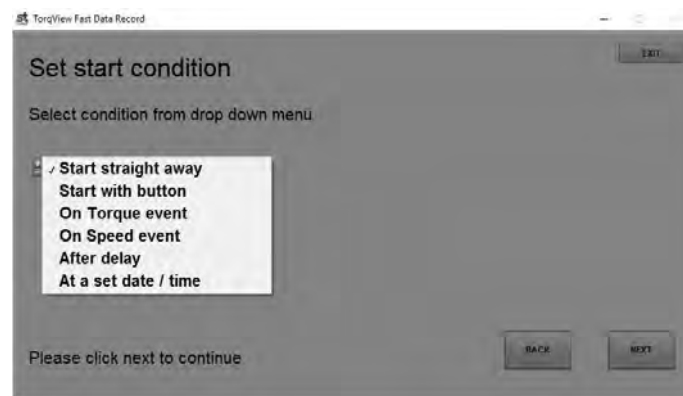 TorqView Fast Data Record
EXIT
Set start condition
Select condition from drop down menu
✓ Start straight away
Start with button
On Torque event
On Speed event
After delay
At a set date / time
Please click next to continue
BACK
NEXT